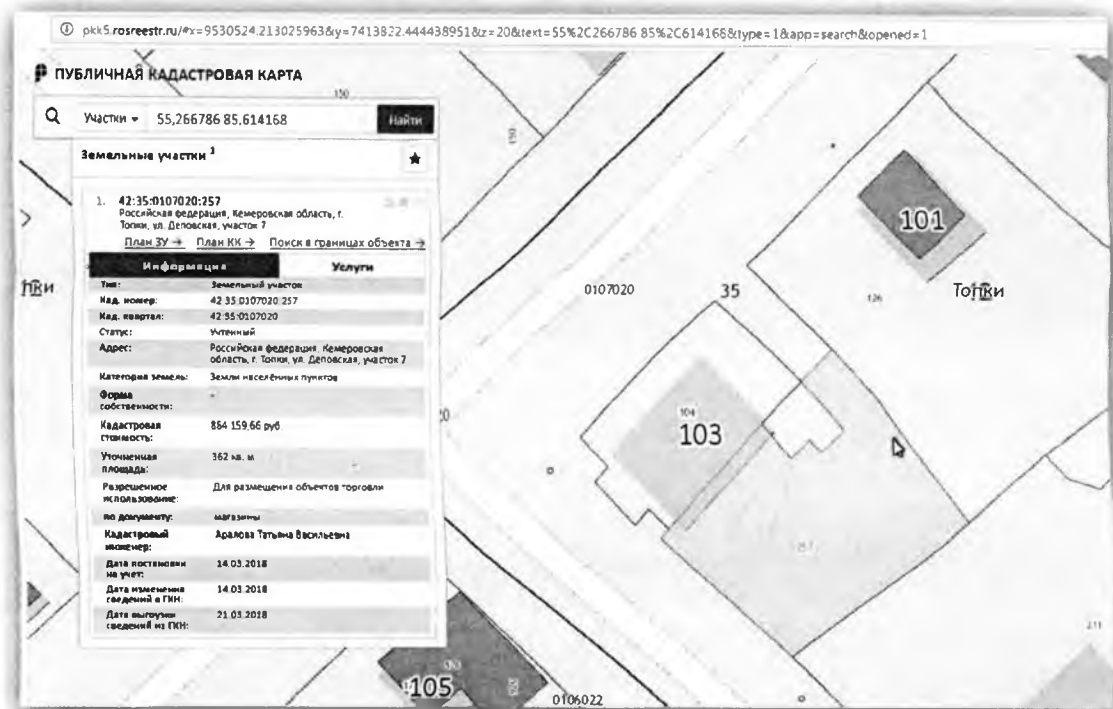 pkk5.rosreestr.ru/#x=9530524.213025963&y=7413822.444438951&z=20&text=55%2C266786 85%2C614168&type=1&app=search&opened=1
ПУБЛИЧНАЯ КАДАСТРОВАЯ КАРТА
150
Участки
55,266786 85,614168
Найти
150
Земельные участки 1
1. 42:35:0107020:257
Российская федерация, Кемеровская область, г.
Топки, ул. Деповская, участок 7
План ЗУ → План КК → Поиск в границах объекта →
Информация Услуги
Тип: Земельный участок
Кад. номер: 42:35:0107020:257
Кад. квартал: 42:35:0107020
Статус: Учтенный
Адрес: Российская федерация, Кемеровская
область, г. Топки, ул. Деповская, участок 7
Категория земель: Земли населённых пунктов
Форма
собственности: -
Кадастровая
стоимость: 864 159,66 руб
Уточненная
площадь: 362 кв. м
Разрешенное
использование: Для размещения объектов торговли
по документу: магазины
Кадастровый
инженер: Аралова Татьяна Васильевна
Дата постановки
на учет: 14.03.2018
Дата изменения
сведений в ГКН: 14.03.2018
Дата выгрузки
сведений из ГКН: 21.03.2018
101
126
Топки
0107020
35
104
103
257
211
105
0106022